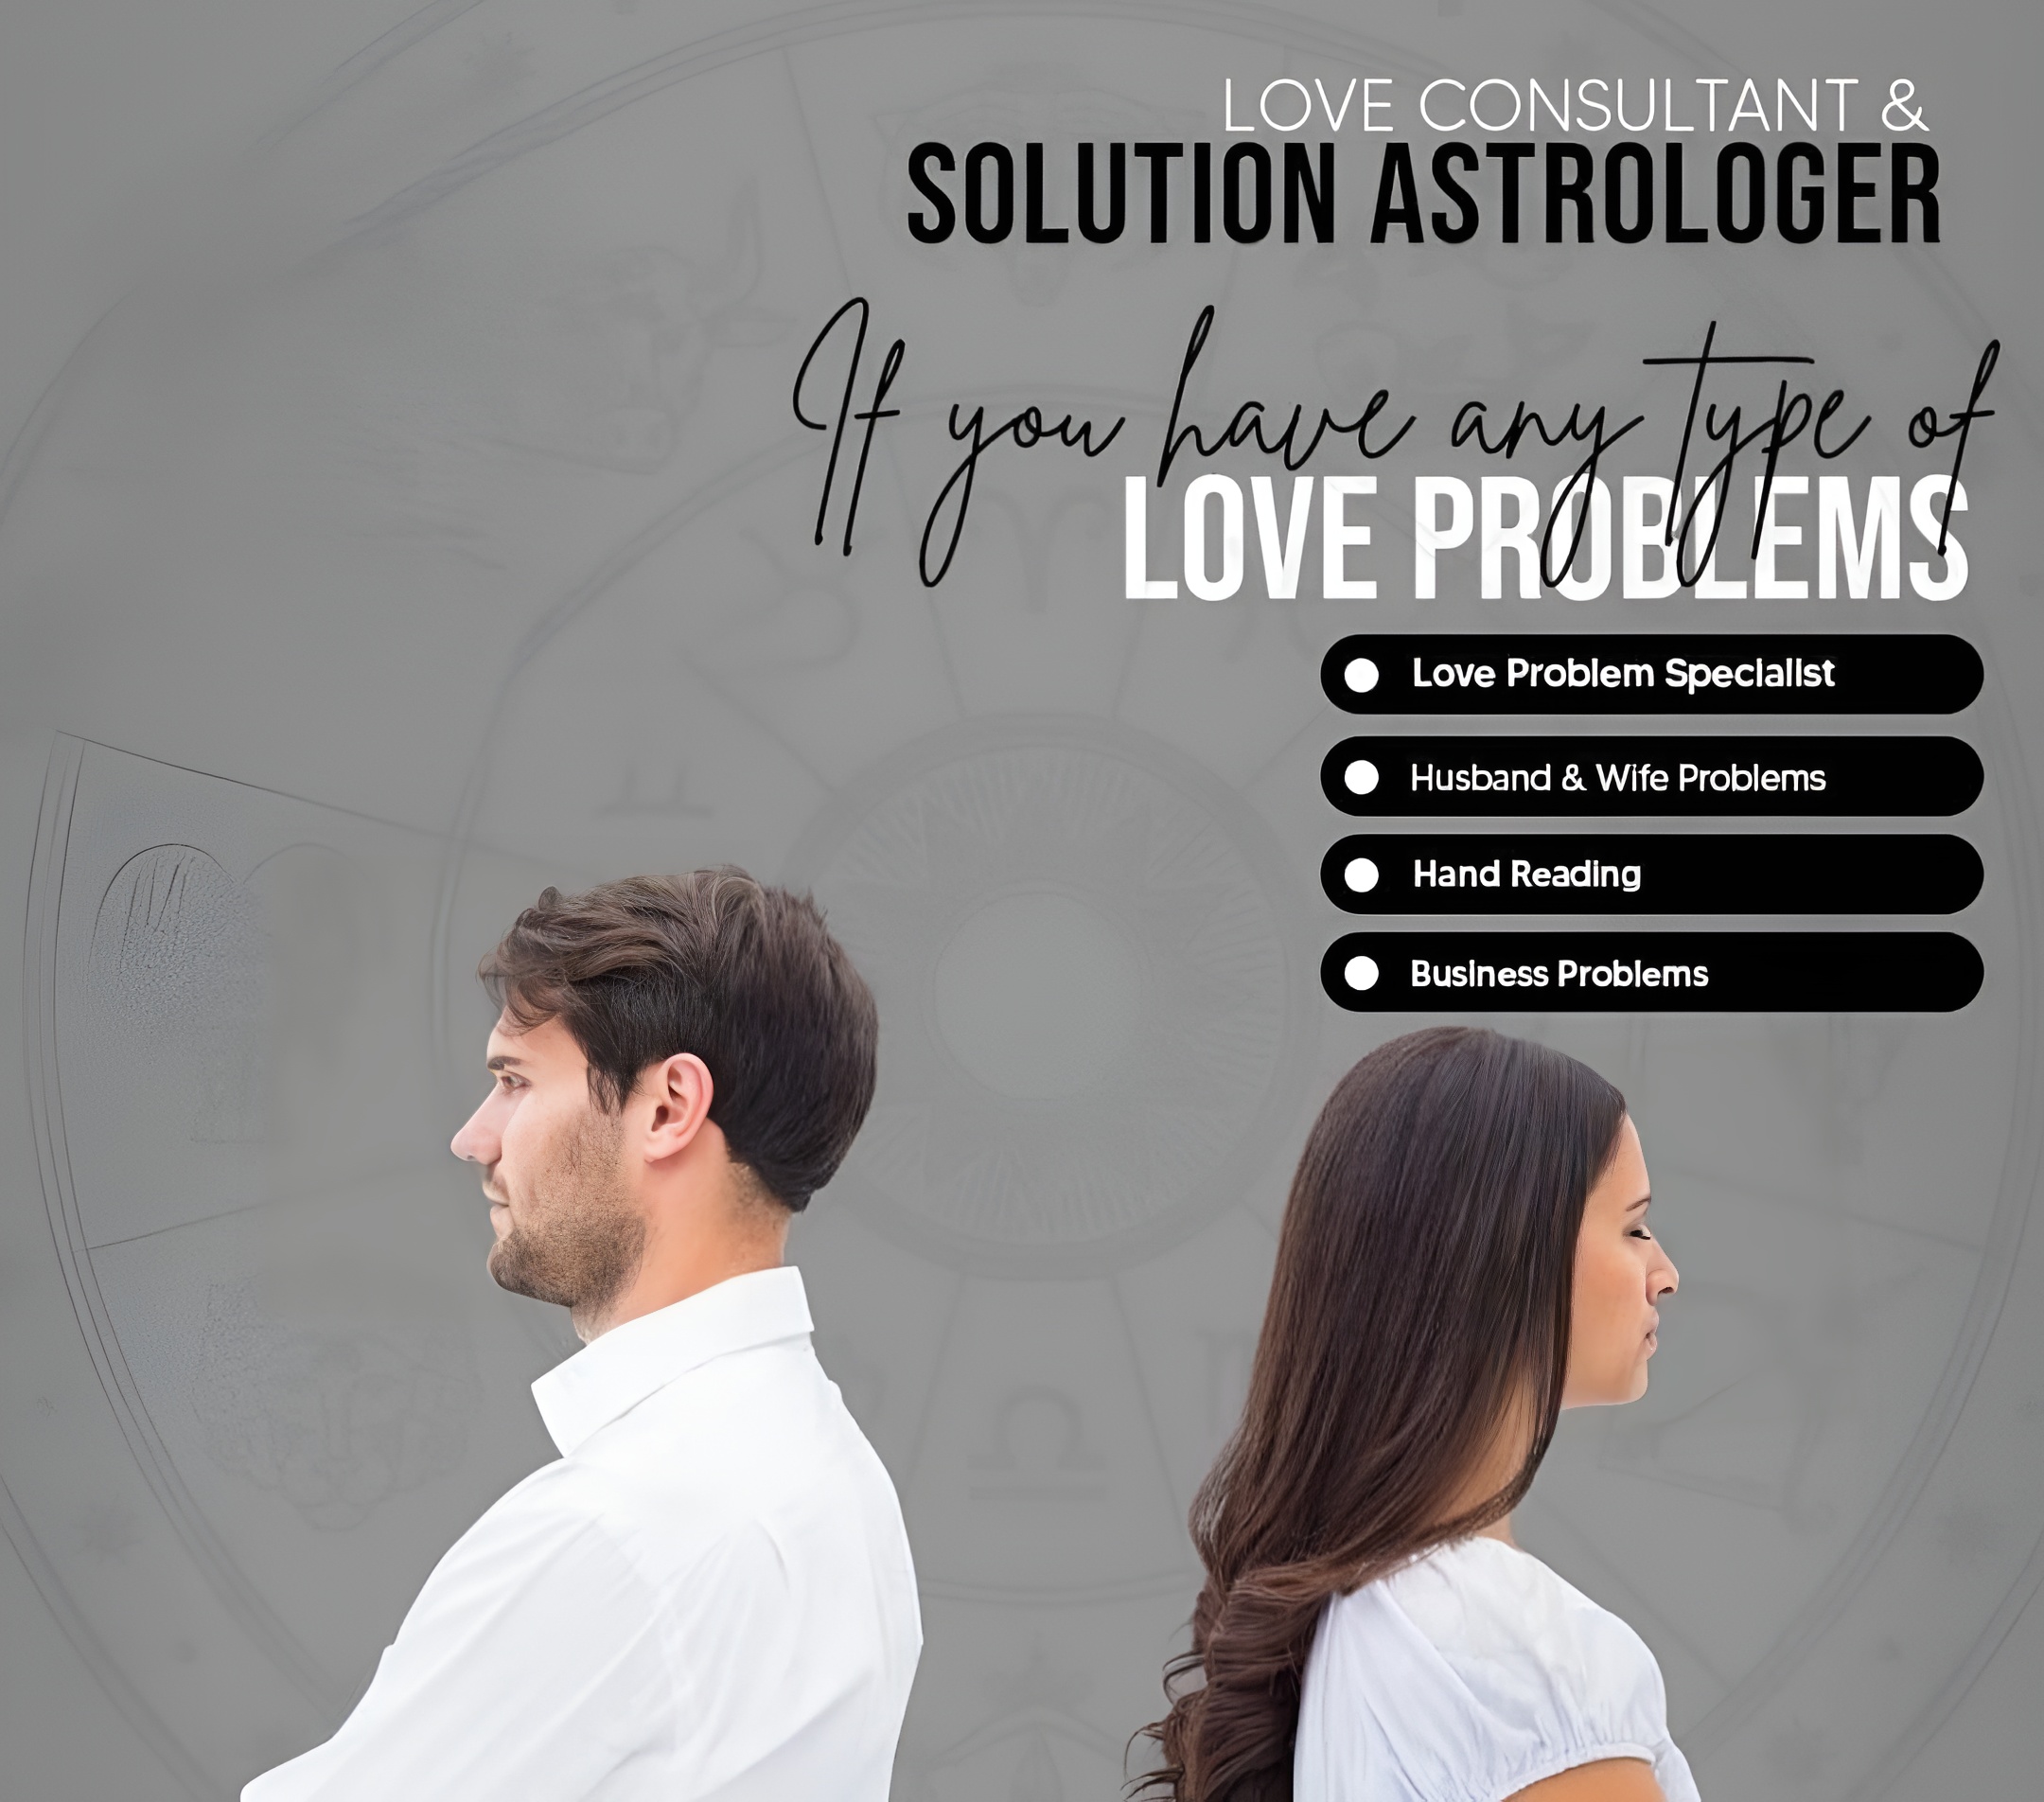 LOVE CONSULTANT &
SOLUTION ASTROLOGER
If you have any type of
LOVE PROBLEMS
Love Problem Specialist
Husband & Wife Problems
Hand Reading
Business Problems